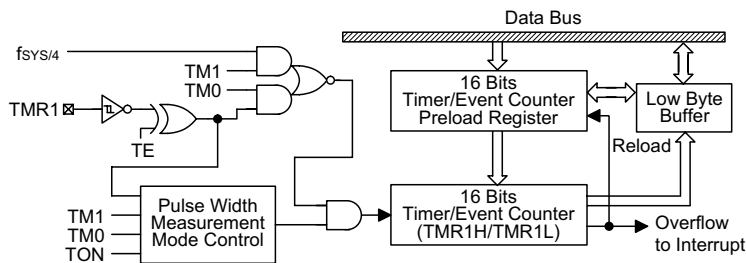 Data Bus
fSYS/4
TM1
TM0
TMR1
TE
16 Bits
Timer/Event Counter
Preload Register
Low Byte
Buffer
Reload
TM1
TM0
TON
Pulse Width
Measurement
Mode Control
16 Bits
Timer/Event Counter
(TMR1H/TMR1L)
Overflow
to Interrupt